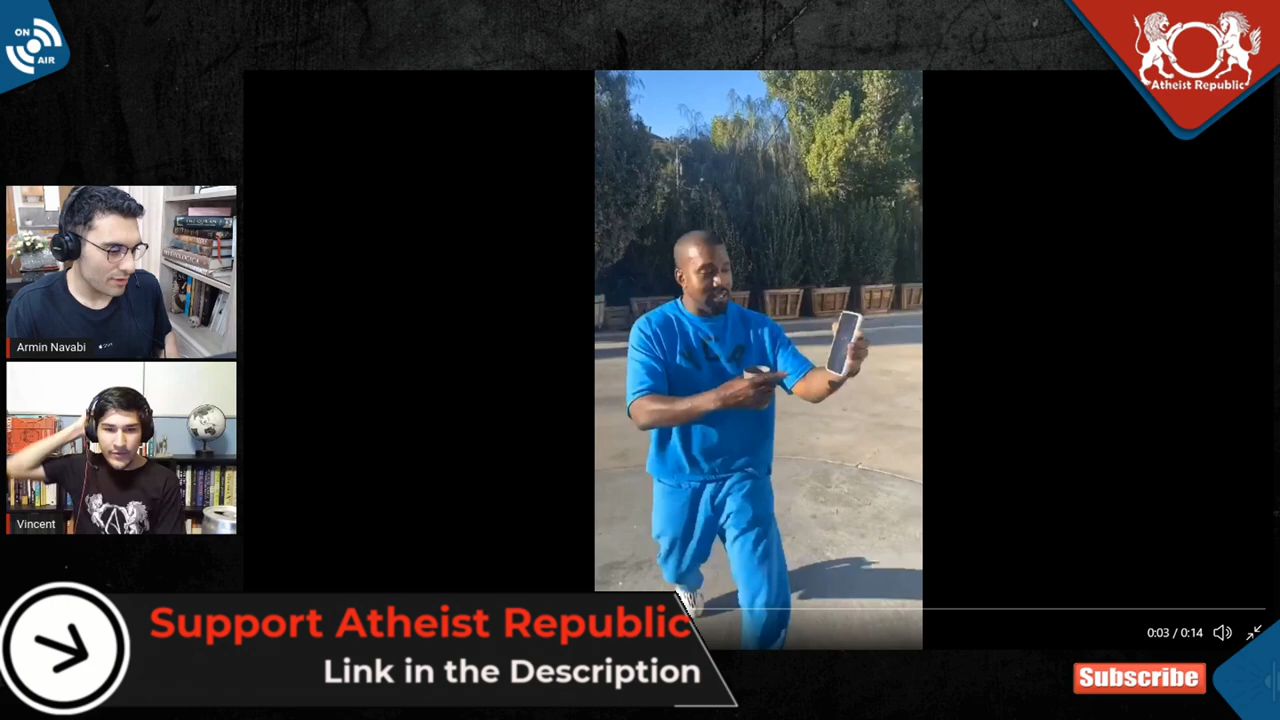 ON
AIR
Atheist Republic
Armin Navabi
Vincent
Support Atheist Republic
Link in the Description
0:03 / 0:14
Subscribe